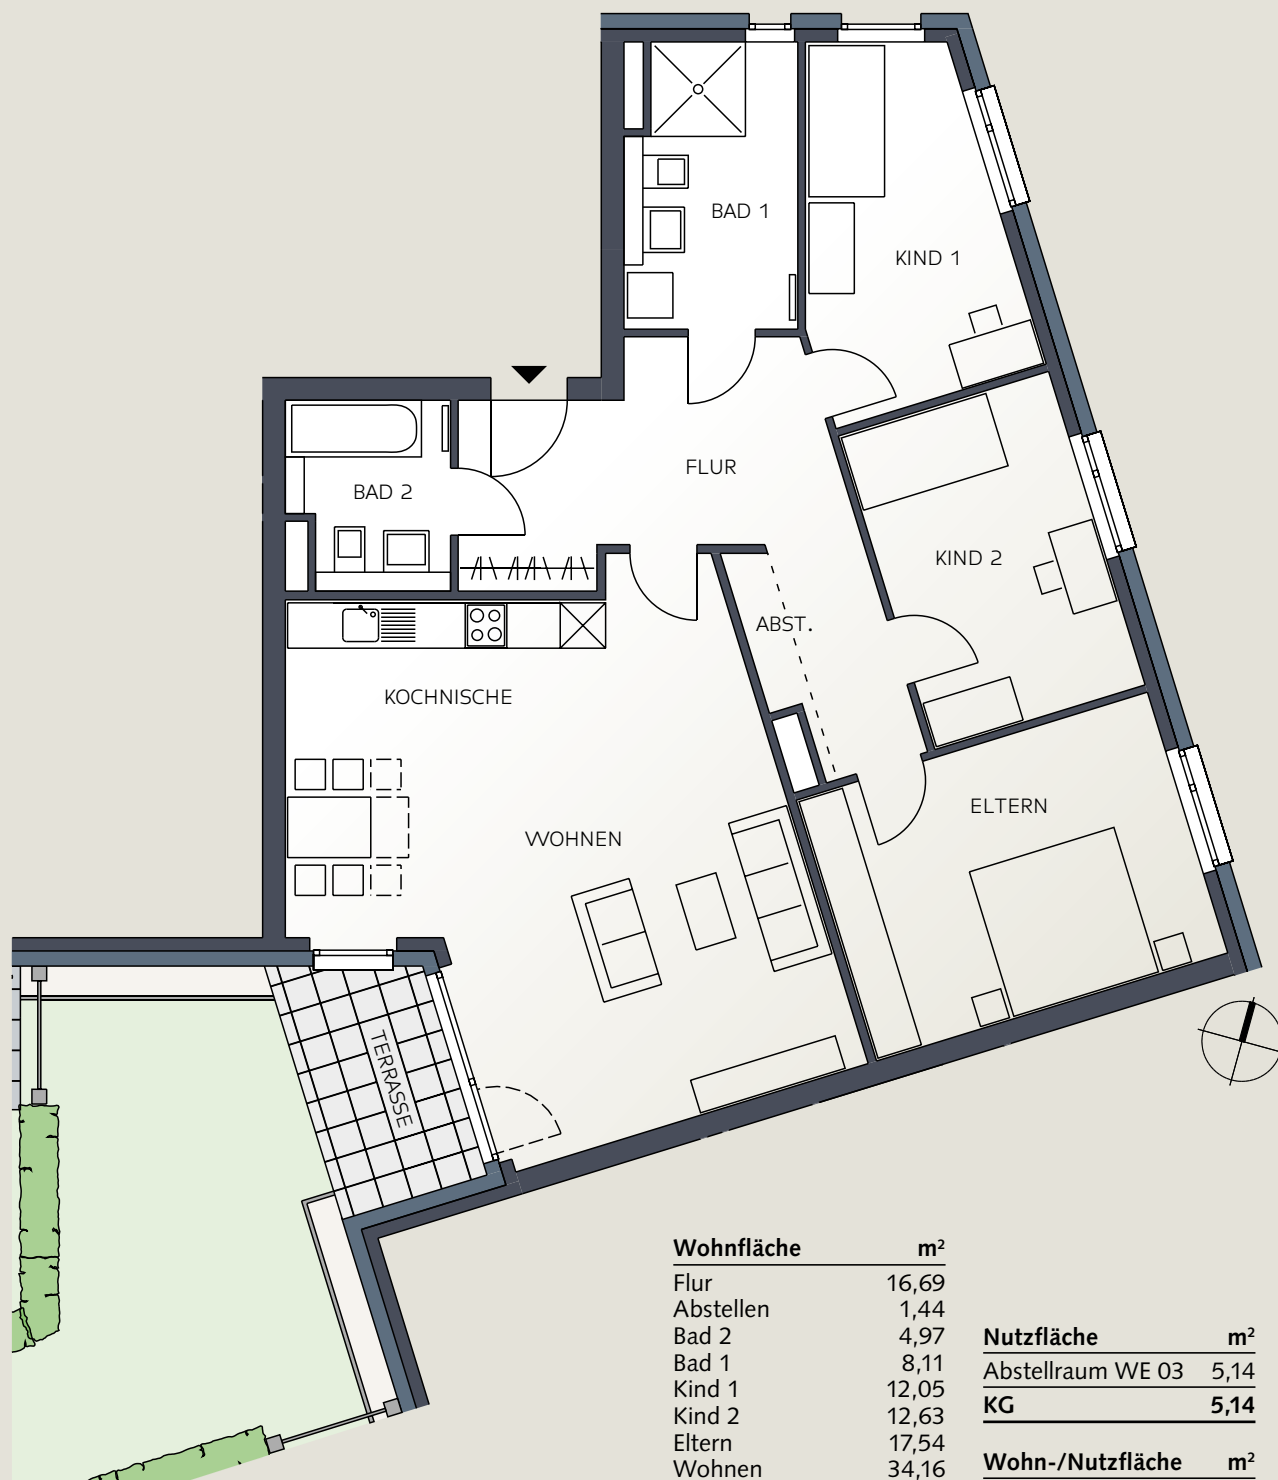 BAD 1
KIND 1
FLUR
BAD 2
KIND 2
ABST.
KOCHNISCHE
ELTERN
WOHNEN
TERRASSE
Wohnfläche m²
Flur 16,69
Abstellen 1,44
Bad 2 4,97
Bad 1 8,11
Kind 1 12,05
Kind 2 12,63
Eltern 17,54
Wohnen 34,16
Nutzfläche m²
Abstellraum WE 03 5,14
KG 5,14
Wohn-/Nutzfläche m²